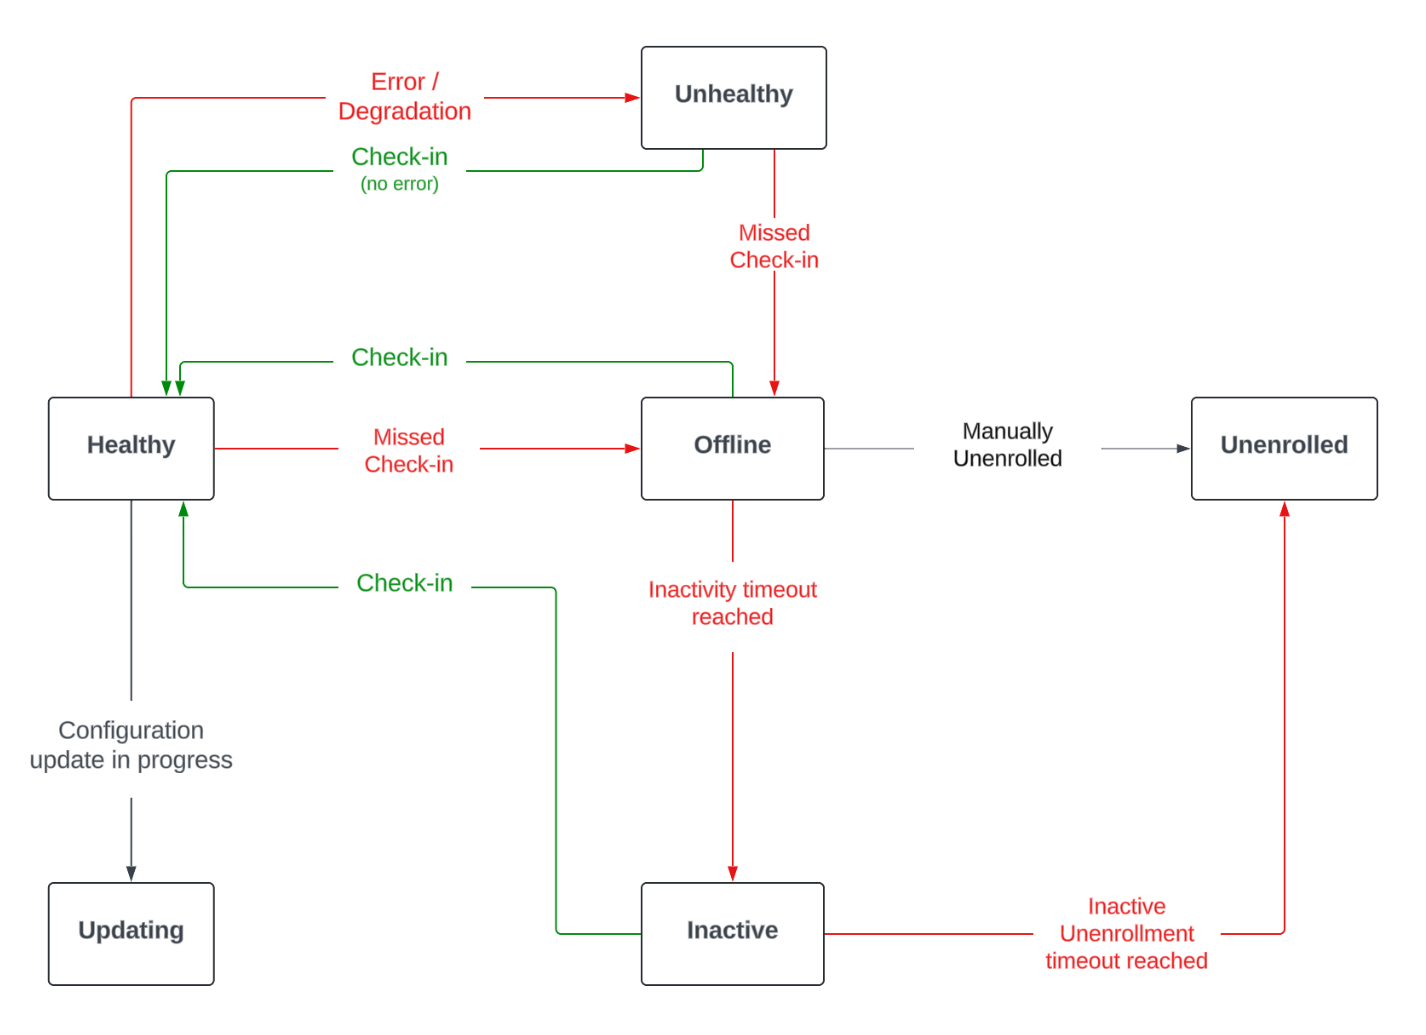 Error /
Degradation
Unhealthy
Check-in
(no error)
Missed
Check-in
Check-in
Healthy
Missed
Check-in
Offline
Manually
Unenrolled
Unenrolled
Check-in
Inactivity timeout
reached
Configuration
update in progress
Updating
Inactive
Inactive
Unenrollment
timeout reached